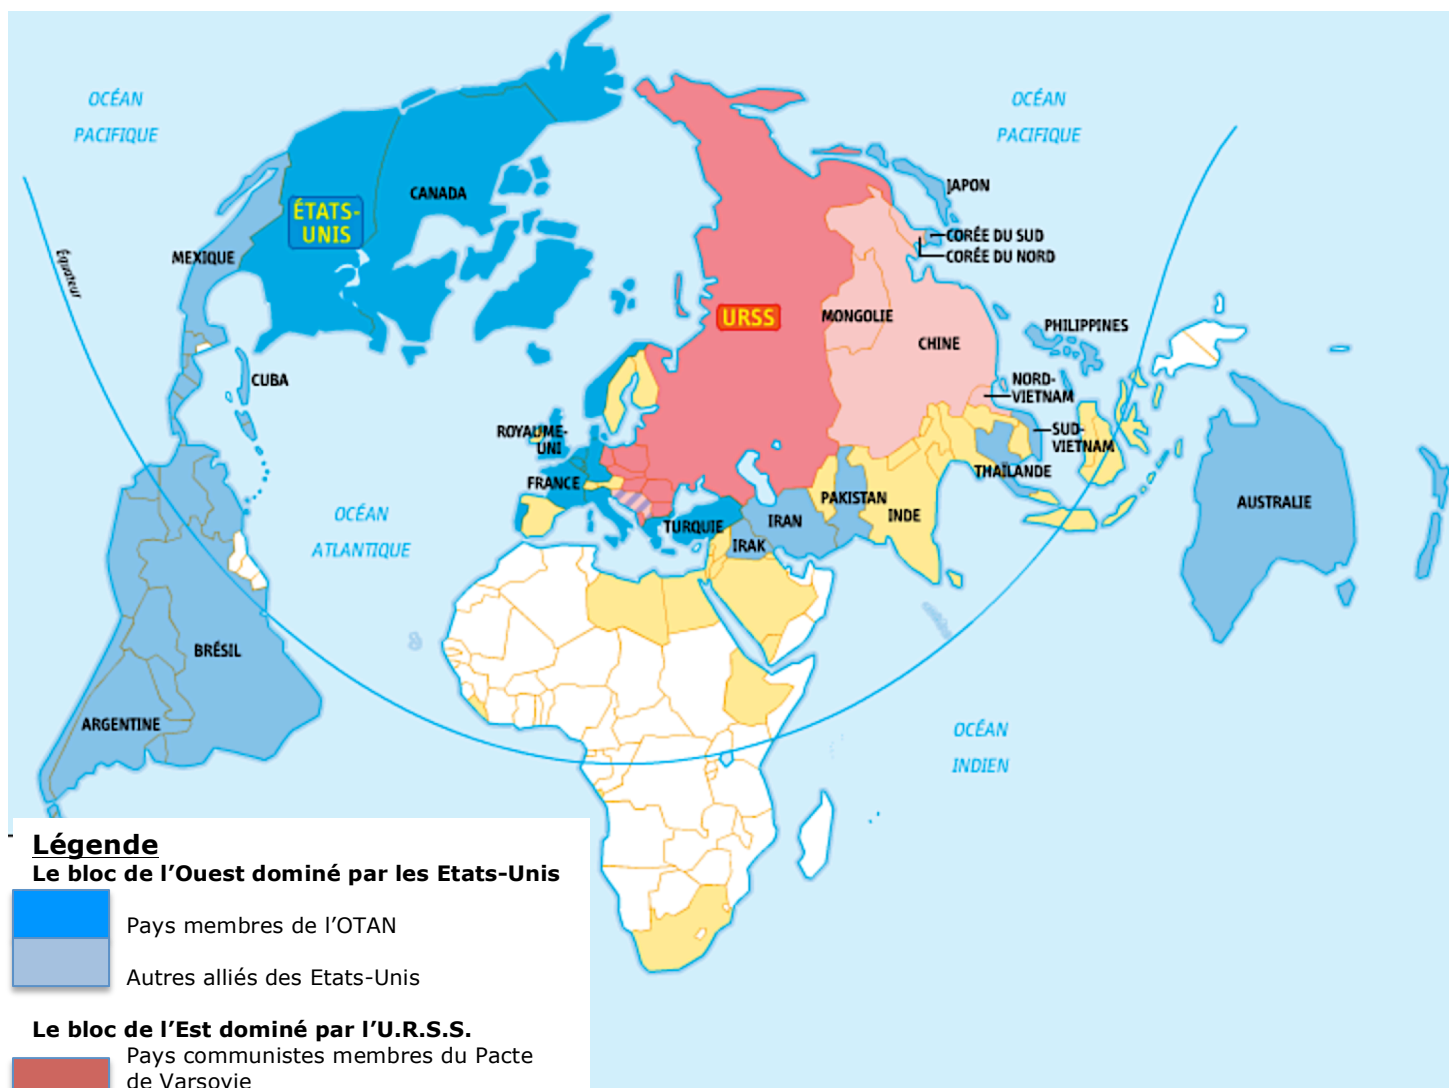 OCÉAN
PACIFIQUE
OCÉAN
PACIFIQUE
CANADA
JAPON
ÉTATS-
UNIS
CORÉE DU SUD
CORÉE DU NORD
MEXIQUE
Équateur
URSS
MONGOLIE
PHILIPPINES
CHINE
CUBA
NORD-
VIETNAM
ROYAUME-
UNI
SUD-
VIETNAM
THAÏLANDE
FRANCE
PAKISTAN
AUSTRALIE
OCÉAN
ATLANTIQUE
TURQUIE
IRAN
INDE
IRAK
BRÉSIL
ARGENTINE
OCÉAN
INDIEN
Légende
Le bloc de l'Ouest dominé par les Etats-Unis
Pays membres de l'OTAN
Autres alliés des Etats-Unis
Le bloc de l'Est dominé par l'U.R.S.S.
Pays communistes membres du Pacte
de Varsovie